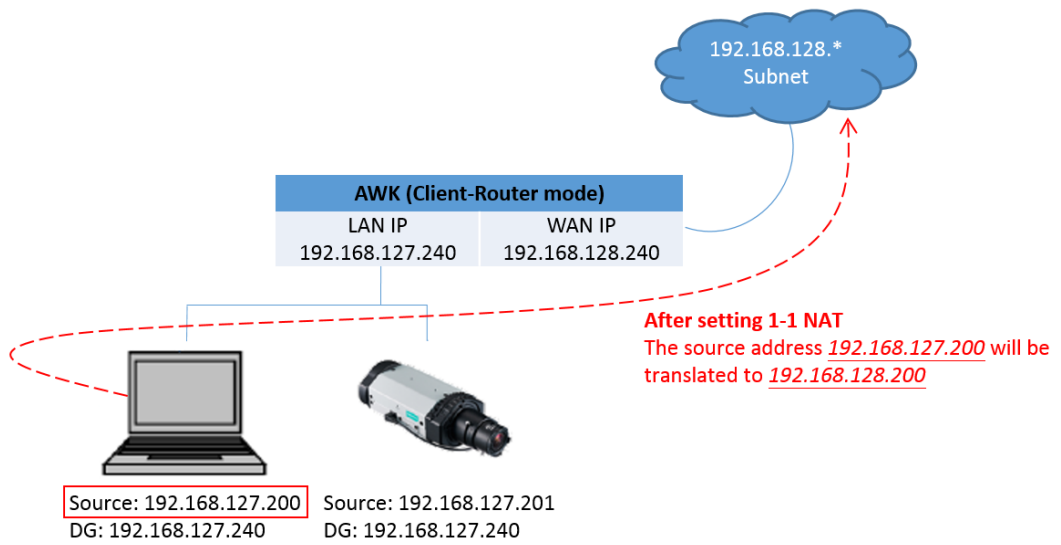 192.168.128.*
Subnet
AWK (Client-Router mode)
LAN IP
192.168.127.240
WAN IP
192.168.128.240
After setting 1-1 NAT
The source address 192.168.127.200 will be
translated to 192.168.128.200
Source: 192.168.127.200
DG: 192.168.127.240
Source: 192.168.127.201
DG: 192.168.127.240